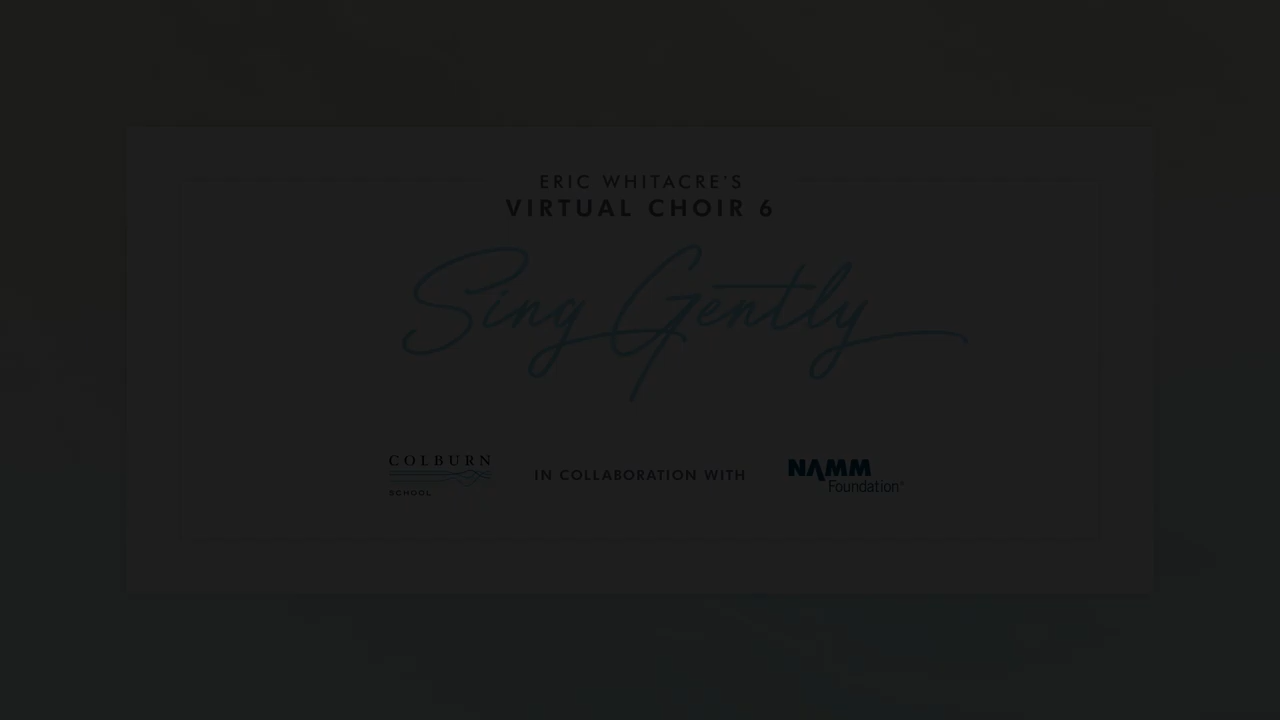 ERIC WHITACRE'S
VIRTUAL CHOIR 6
Sing Gently
COLBURN
SCHOOL
IN COLLABORATION WITH
NAMM
Foundation®